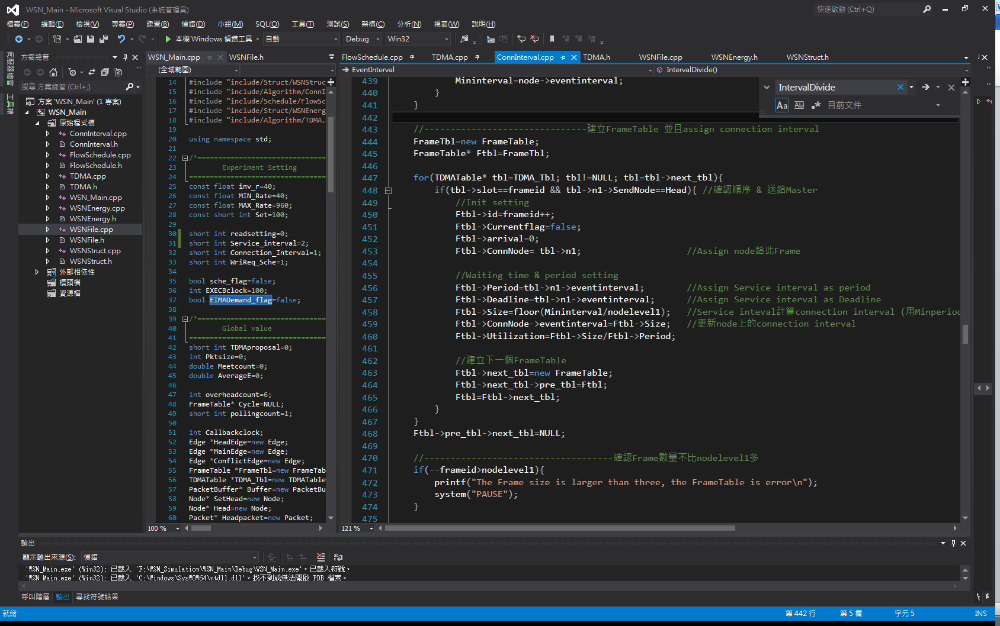 WSN_Main - Microsoft Visual Studio (系統管理員)
快速啟動 (Ctrl+Q)
檔案(F) 編輯(E) 檢視(V) 專案(P) 建置(B) 偵錯(D) 小組(M) SQL(Q) 工具(T) 測試(S) 架構(C) 分析(N) 視窗(W) 說明(H)
本機 Windows 偵錯工具 自動 Debug Win32
伺服器總管
工具箱
方案總管
搜尋 方案總管 (Ctrl+;)
方案 'WSN_Main' (1 專案)
WSN_Main
原始程式檔
ConnInterval.cpp
ConnInterval.h
FlowSchedule.cpp
FlowSchedule.h
TDMA.cpp
TDMA.h
WSN_Main.cpp
WSNEnergy.cpp
WSNEnergy.h
WSNFile.cpp
WSNFile.h
WSNStruct.cpp
WSNStruct.h
外部相依性
標頭檔
資源檔
WSN_Main.cpp WSNFile.h
(全域範圍)
14 #include "include/Struct/WSNStruc
15 #include "include/Algorithm/ConnI
16 #include "include/Schedule/FlowSc
17 #include "include/Struct/WSNEnerg
18 #include "include/Algorithm/TDMA.
19
20 using namespace std;
21
22 /*===============================
23 Experiment Setting
24 =================================
25 const float inv_r=40;
26 const float MIN_Rate=40;
27 const float MAX_Rate=960;
28 const short int Set=100;
29
30 short int readsetting=0;
31 short int Service_interval=2;
32 short int Connection_Interval=1;
33 short int WriReq_Sche=1;
34
35 bool sche_flag=false;
36 int EXECBclock=100;
37 bool EIMADemand_flag=false;
38
39 /*===============================
40 Global value
41 =================================
42 short int TDMAproposal=0;
43 int Pktsize=0;
44 double Meetcount=0;
45 double AverageE=0;
46
47 int overheadcount=6;
48 FrameTable* Cycle=NULL;
49 short int pollingcount=1;
50
51 int Callbackclock;
52 Edge *HeadEdge=new Edge;
53 Edge *MainEdge=new Edge;
54 Edge *ConflictEdge=new Edge;
55 FrameTable *FrameTbl=new FrameTab
56 TDMATable *TDMA_Tbl=new TDMATable
57 PacketBuffer* Buffer=new PacketBu
58 Node* SetHead=new Node;
59 Node* Head=new Node;
60 Packet* Headpacket=new Packet;
100 %
FlowSchedule.cpp TDMA.cpp ConnInterval.cpp TDMA.h WSNFile.cpp WSNEnergy.h WSNStruct.h
EventInterval IntervalDivide()
IntervalDivide
Aa Abl 目前文件
439 Mininterval=node->eventinterval;
440 }
441 }
442
443 //-------------------------------建立FrameTable 並且assign connection interval
444 FrameTbl=new FrameTable;
445 FrameTable* Ftbl=FrameTbl;
446
447 for(TDMATable* tbl=TDMA_Tbl; tbl!=NULL; tbl=tbl->next_tbl){
448 if(tbl->slot==frameid && tbl->n1->SendNode==Head){ //確認順序 & 送給Master
449 //Init setting
450 Ftbl->id=frameid++;
451 Ftbl->Currentflag=false;
452 Ftbl->arrival=0;
453 Ftbl->ConnNode= tbl->n1; //Assign node給此Frame
454
455 //Waiting time & period setting
456 Ftbl->Period=tbl->n1->eventinterval; //Assign Service interval as period
457 Ftbl->Deadline=tbl->n1->eventinterval; //Assign Service interval as Deadline
458 Ftbl->Size=floor(Mininterval/nodelevel1); //Service inteval計算connection interval (用Minperiod
459 Ftbl->ConnNode->eventinterval=Ftbl->Size; //更新node上的connection interval
460 Ftbl->Utilization=Ftbl->Size/Ftbl->Period;
461
462 //建立下一個FrameTable
463 Ftbl->next_tbl=new FrameTable;
464 Ftbl->next_tbl->pre_tbl=Ftbl;
465 Ftbl=Ftbl->next_tbl;
466 }
467 }
468 Ftbl->pre_tbl->next_tbl=NULL;
469
470 //------------------------------------確認Frame數量不比nodelevel1多
471 if(--frameid>nodelevel1){
472 printf("The Frame size is larger than three, the FrameTable is error\n");
473 system("PAUSE");
474 }
475
121 %
輸出
顯示輸出來源(S): 偵錯
'WSN_Main.exe' (Win32): 已載入 'F:\WSN_Simulation\WSN_Main\Debug\WSN_Main.exe'。已載入符號。
'WSN_Main.exe' (Win32): 已載入 'C:\Windows\SysWOW64\ntdll.dll'。找不到或無法開啟 PDB 檔案。
呼叫階層 輸出 尋找符號結果
就緒 第 442 行 第 5 欄 字元 5 INS